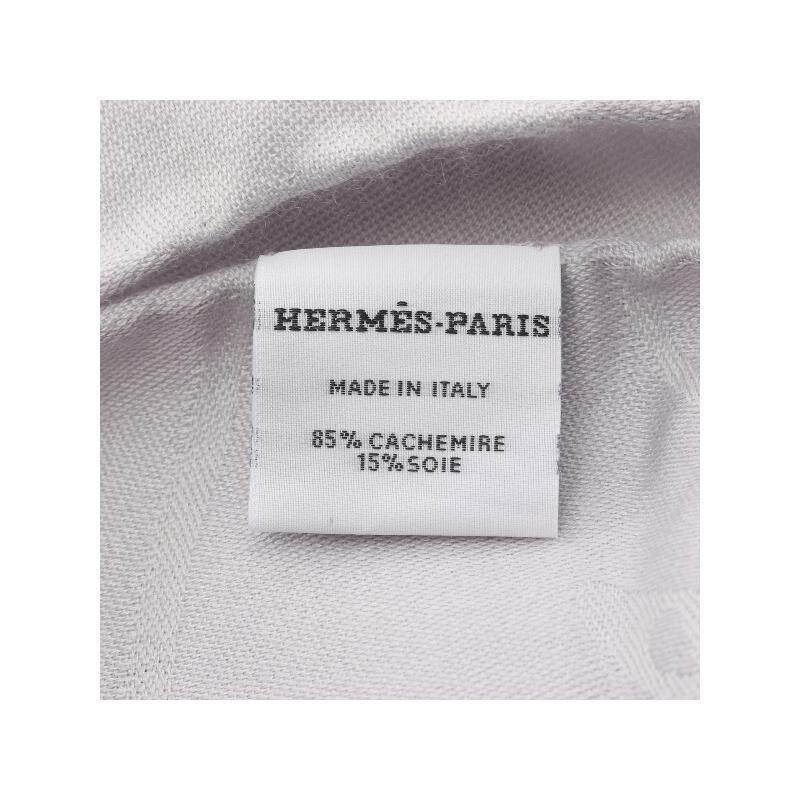 HERMÈS-PARIS
MADE IN ITALY
85% CACHEMIRE
15% SOIE